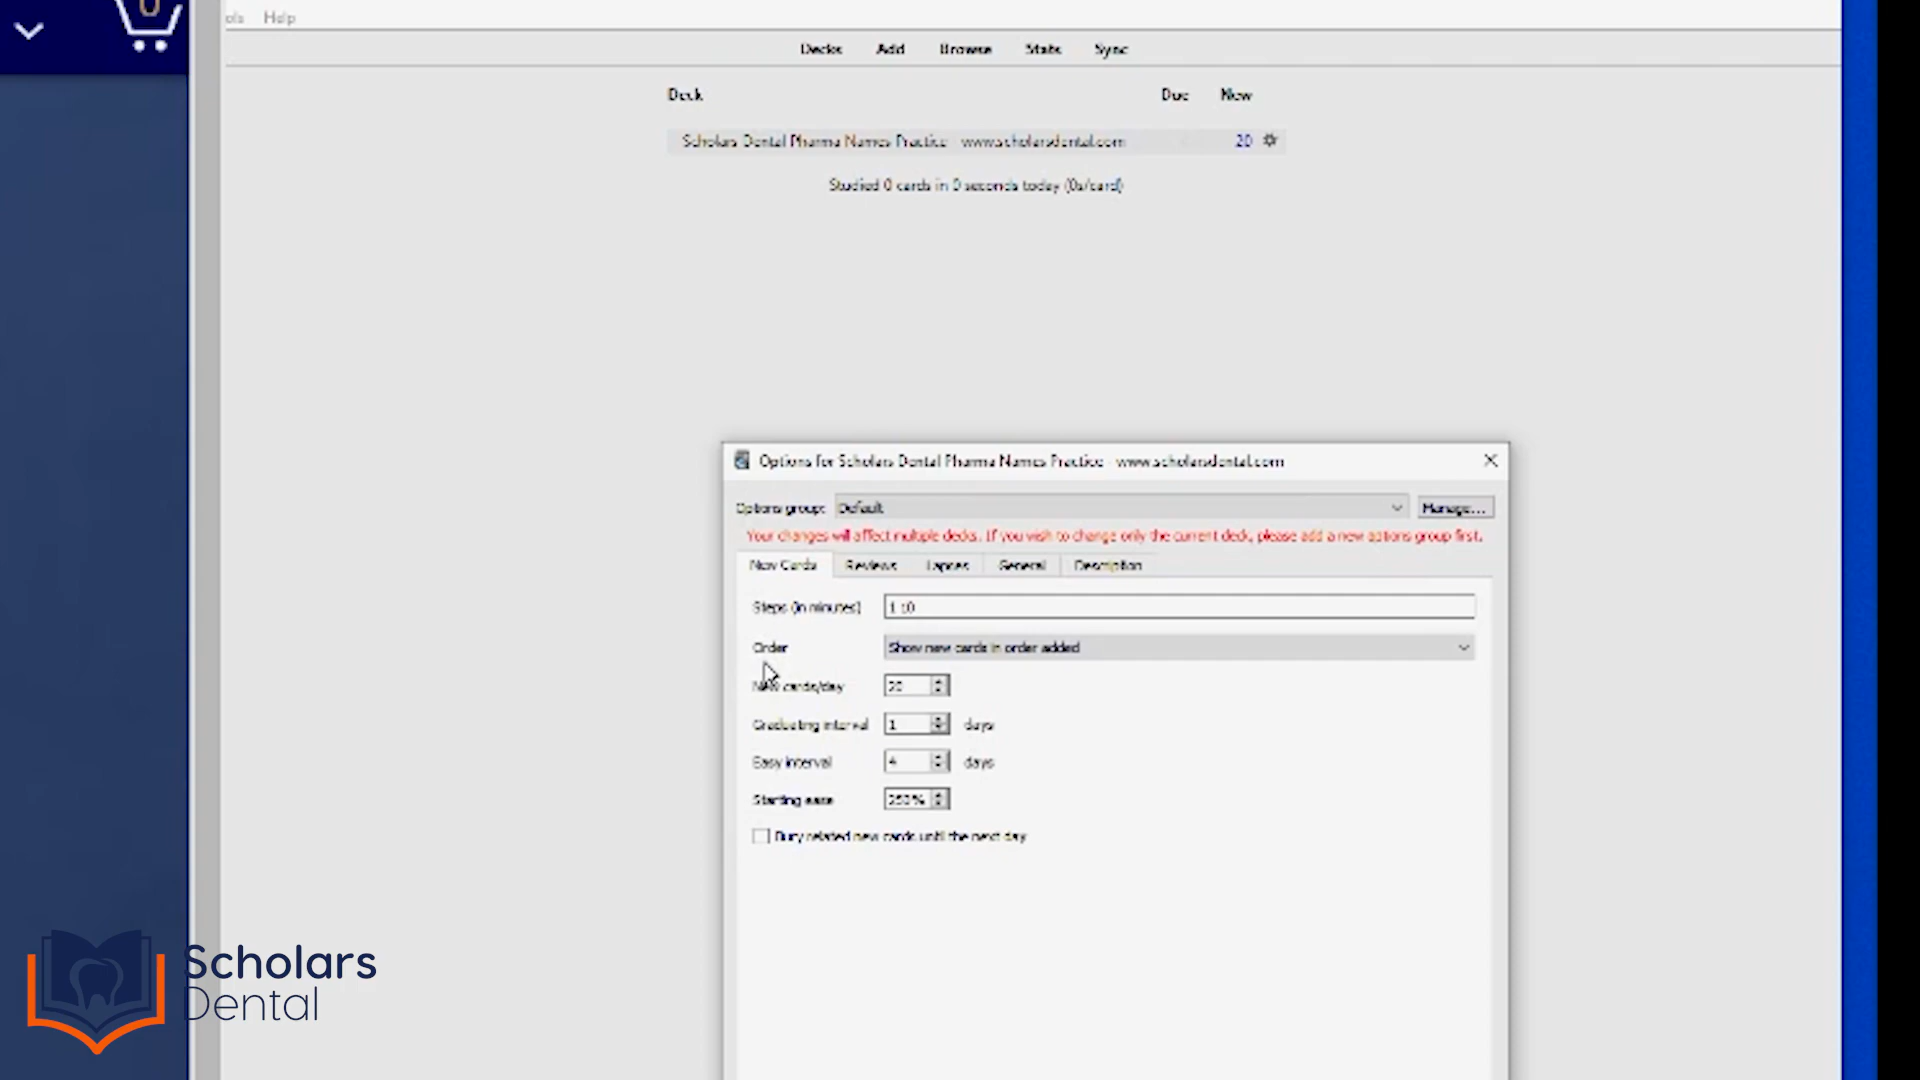 0
ols Help
Decks Add Browse Stats Sync
Deck Due New
Scholars Dental Pharma Names Practice - www.scholarsdental.com 20
Studied 0 cards in 0 seconds today (0s/card)
Options for Scholars Dental Pharma Names Practice - www.scholarsdental.com
Options group: Default Manage...
Your changes will affect multiple decks. If you wish to change only the current deck, please add a new options group first.
New Cards Reviews Lapses General Description
Steps (in minutes) 1 10
Order Show new cards in order added
New cards/day 20
Graduating interval 1 days
Easy interval 4 days
Starting ease 250%
Bury related new cards until the next day
Scholars
Dental